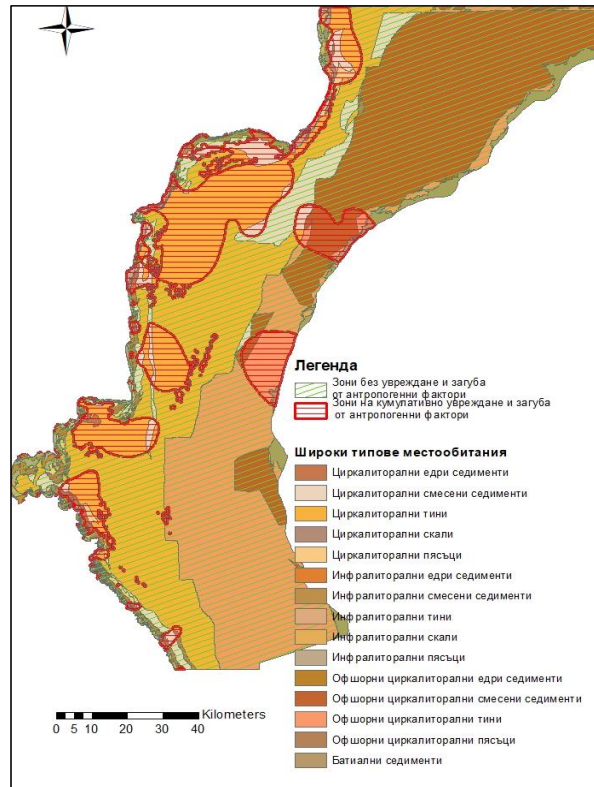 Легенда
Зони без увреждане и загуба
от антропогенни фактори
Зони на кумулативно увреждане и загуба
от антропогенни фактори
Широки типове местообитания
Циркалиторални едри седименти
Циркалиторални смесени седименти
Циркалиторални тини
Циркалиторални скали
Циркалиторални пясъци
Инфралиторални едри седименти
Инфралиторални смесени седименти
Инфралиторални тини
Инфралиторални скали
Инфралиторални пясъци
Офшорни циркалиторални едри седименти
Офшорни циркалиторални смесени седименти
Офшорни циркалиторални тини
Офшорни циркалиторални пясъци
Батиални седименти
Kilometers
0 5 10 20 30 40